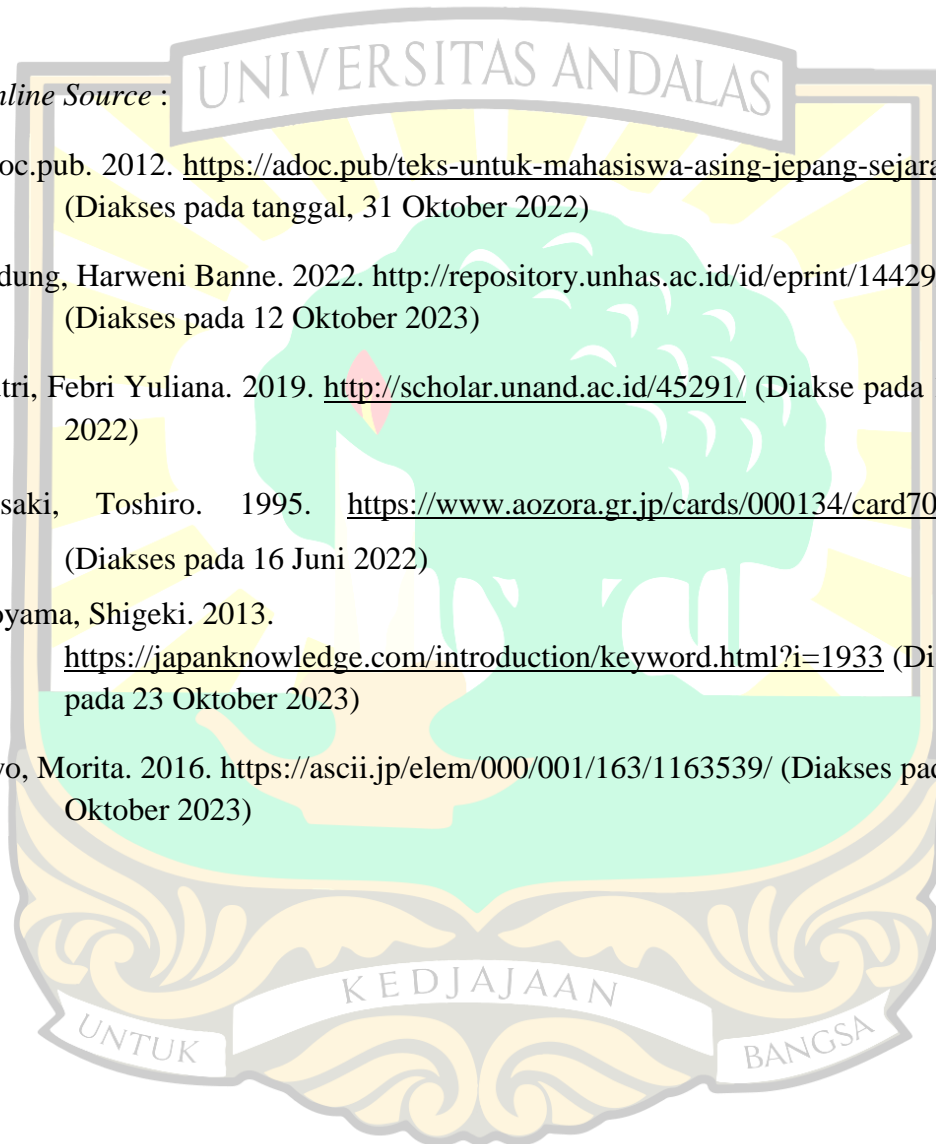 UNIVERSITAS ANDALAS
nline Source :
oc.pub. 2012. https://adoc.pub/teks-untuk-mahasiswa-asing-jepang-sejara
(Diakses pada tanggal, 31 Oktober 2022)
dung, Harweni Banne. 2022. http://repository.unhas.ac.id/id/eprint/14429
(Diakses pada 12 Oktober 2023)
tri, Febri Yuliana. 2019. http://scholar.unand.ac.id/45291/ (Diakse pada
2022)
saki, Toshiro. 1995. https://www.aozora.gr.jp/cards/000134/card70
(Diakses pada 16 Juni 2022)
oyama, Shigeki. 2013.
https://japanknowledge.com/introduction/keyword.html?i=1933 (Di
pada 23 Oktober 2023)
o, Morita. 2016. https://ascii.jp/elem/000/001/163/1163539/ (Diakses pa
Oktober 2023)
UNTUK KEDJAJAAN BANGSA